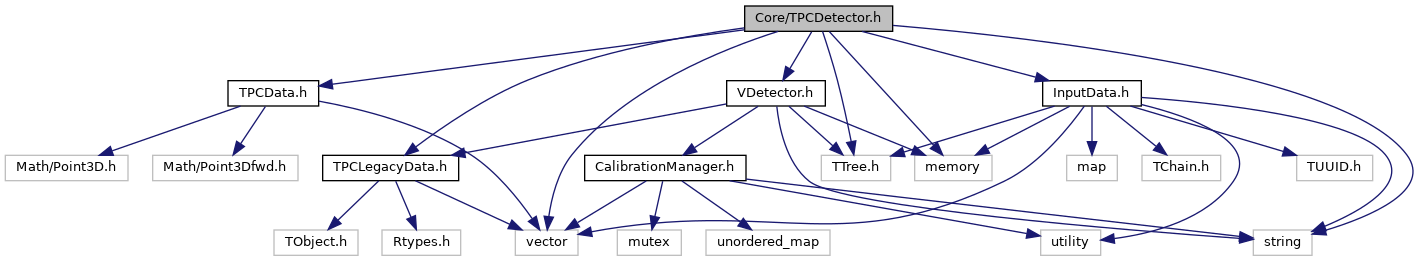 Core/TPCDetector.h
TPCData.h
VDetector.h
InputData.h
Math/Point3D.h
Math/Point3Dfwd.h
TPCLegacyData.h
CalibrationManager.h
TTree.h
memory
map
TChain.h
TUUID.h
TObject.h
Rtypes.h
vector
mutex
unordered_map
utility
string